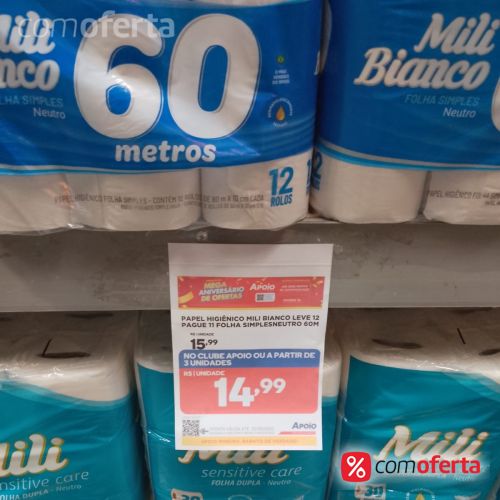 comoferta
Mili
Bianco
FOLHA SIMPLES
Neutro
60
metros
12
ROLOS
Mili
Bianco
FOLHA SIMPLES
Neutro
MEGA
ANIVERSÁRIO
DE OFERTAS
Apoio
PAPEL HIGIÊNICO MILI BIANCO LEVE 12
PAGUE 11 FOLHA SIMPLESNEUTRO 60M
R$ | UNIDADE
15,99
NO CLUBE APOIO OU A PARTIR DE
3 UNIDADES
R$ | UNIDADE
14,99
APOIO
Mili
sensitive care
FOLHA DUPLA - Neutro
Mili
sensitive care
FOLHA DUPLA - Neutro
Mili
comoferta